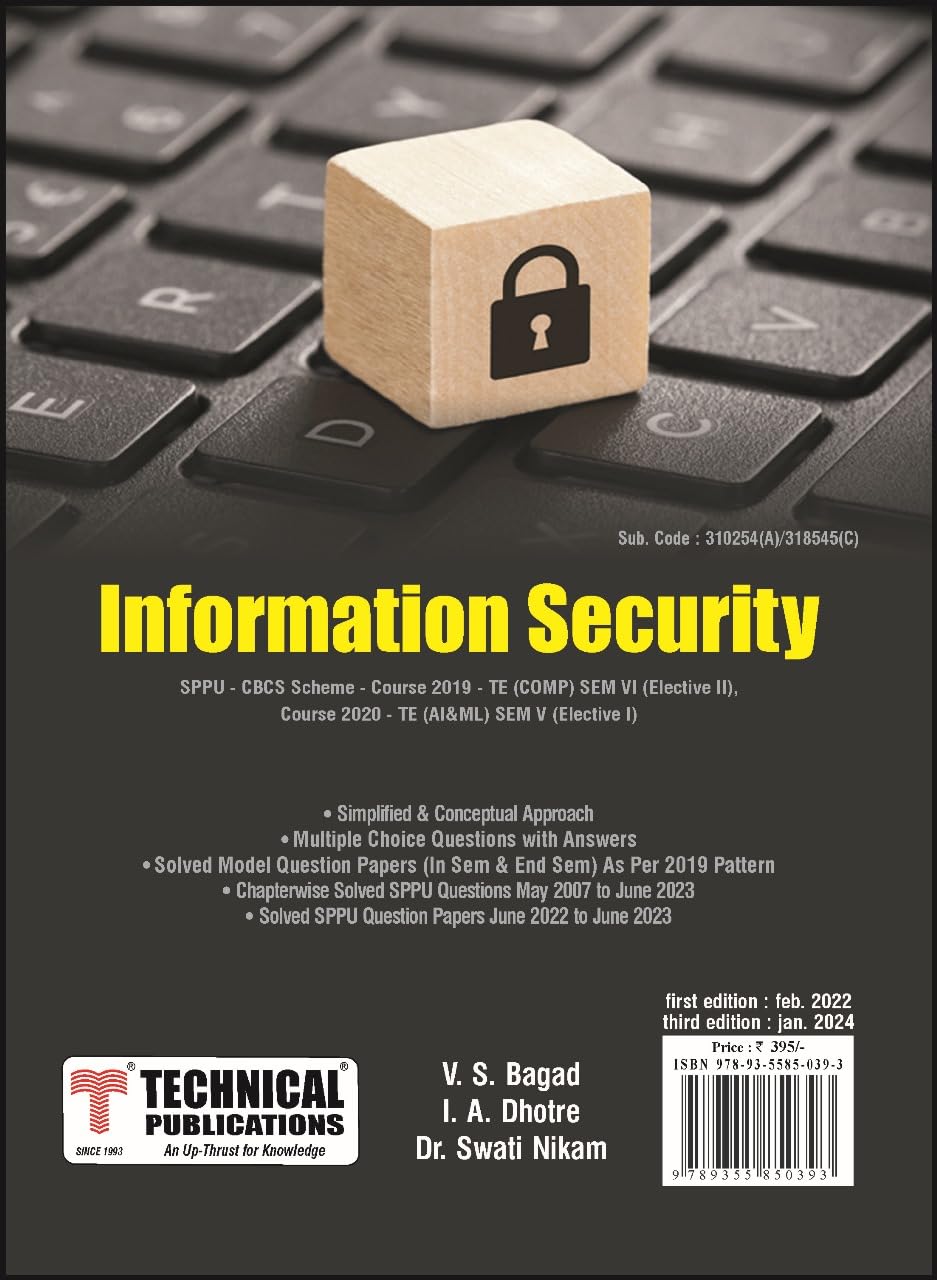 6
Y
H
S €
T
B
R
V
E
D
C
X
Sub. Code : 310254(A)/318545(C)
Information Security
SPPU - CBCS Scheme - Course 2019 - TE (COMP) SEM VI (Elective II),
Course 2020 - TE (AI&ML) SEM V (Elective I)
• Simplified & Conceptual Approach
• Multiple Choice Questions with Answers
• Solved Model Question Papers (In Sem & End Sem) As Per 2019 Pattern
• Chapterwise Solved SPPU Questions May 2007 to June 2023
• Solved SPPU Question Papers June 2022 to June 2023
first edition : feb. 2022
third edition : jan. 2024
Price : ₹ 395/-
ISBN 978-93-5585-039-3
9 789355 850393
T® TECHNICAL®
PUBLICATIONS
SINCE 1993 An Up-Thrust for Knowledge
V. S. Bagad
I. A. Dhotre
Dr. Swati Nikam